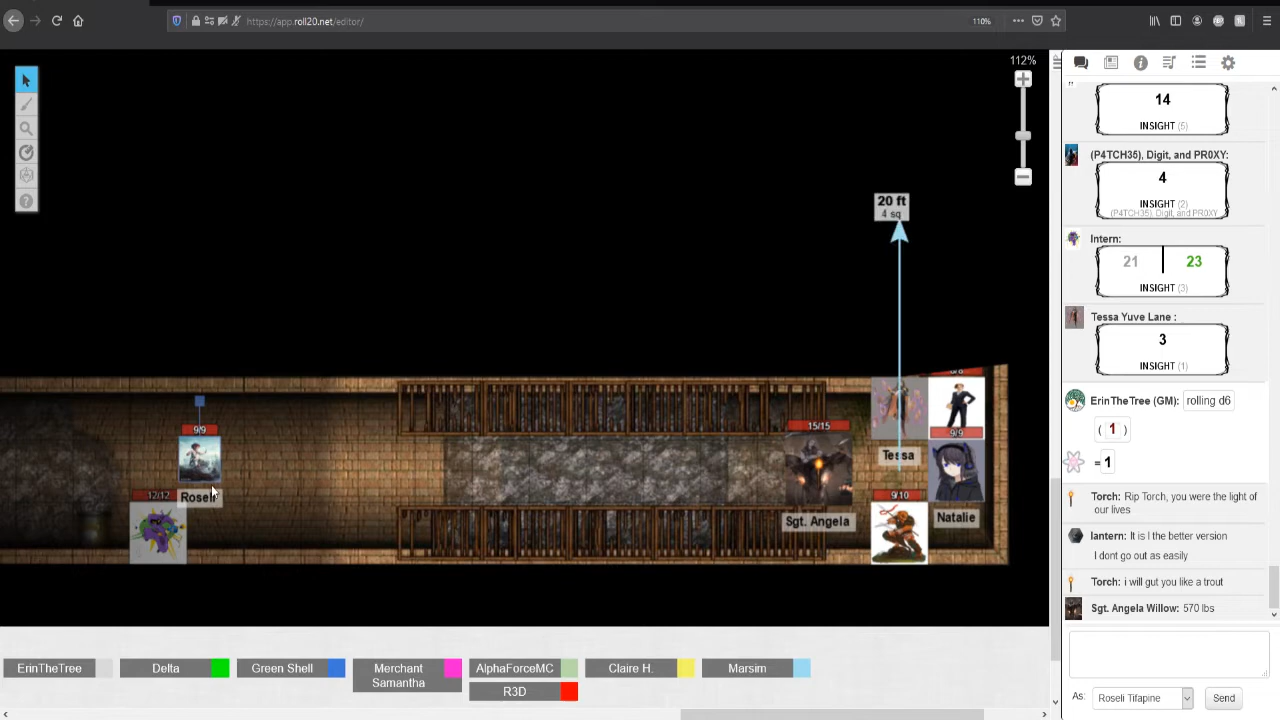 https://app.roll20.net/editor/
110%
112%
14
INSIGHT (5)
(P4TCH35), Digit, and PR0XY:
4
INSIGHT (2)
(P4TCH35), Digit, and PR0XY
Intern:
21 23
INSIGHT (3)
Tessa Yuve Lane :
3
INSIGHT (1)
ErinTheTree (GM): rolling d6
( 1 )
= 1
Torch: Rip Torch, you were the light of
our lives
lantern: It is I the better version
I dont go out as easily
Torch: i will gut you like a trout
Sgt. Angela Willow: 570 lbs
As: Roseli Tifapine
Send
20 ft
4 sq
9/9
Roseli
12/12
15/15
Sgt. Angela
Tessa
9/9
9/10
Natalie
ErinTheTree
Delta
Green Shell
Merchant
Samantha
AlphaForceMC
R3D
Claire H.
Marsim